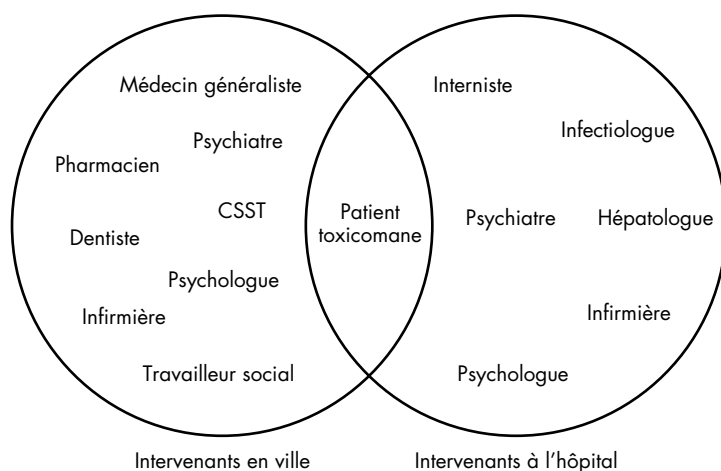 Médecin généraliste
Psychiatre
Pharmacien
CSST
Dentiste
Psychologue
Infirmière
Travailleur social
Patient
toxicomane
Interniste
Infectiologue
Psychiatre
Hépatologue
Infirmière
Psychologue
Intervenants en ville
Intervenants à l’hôpital